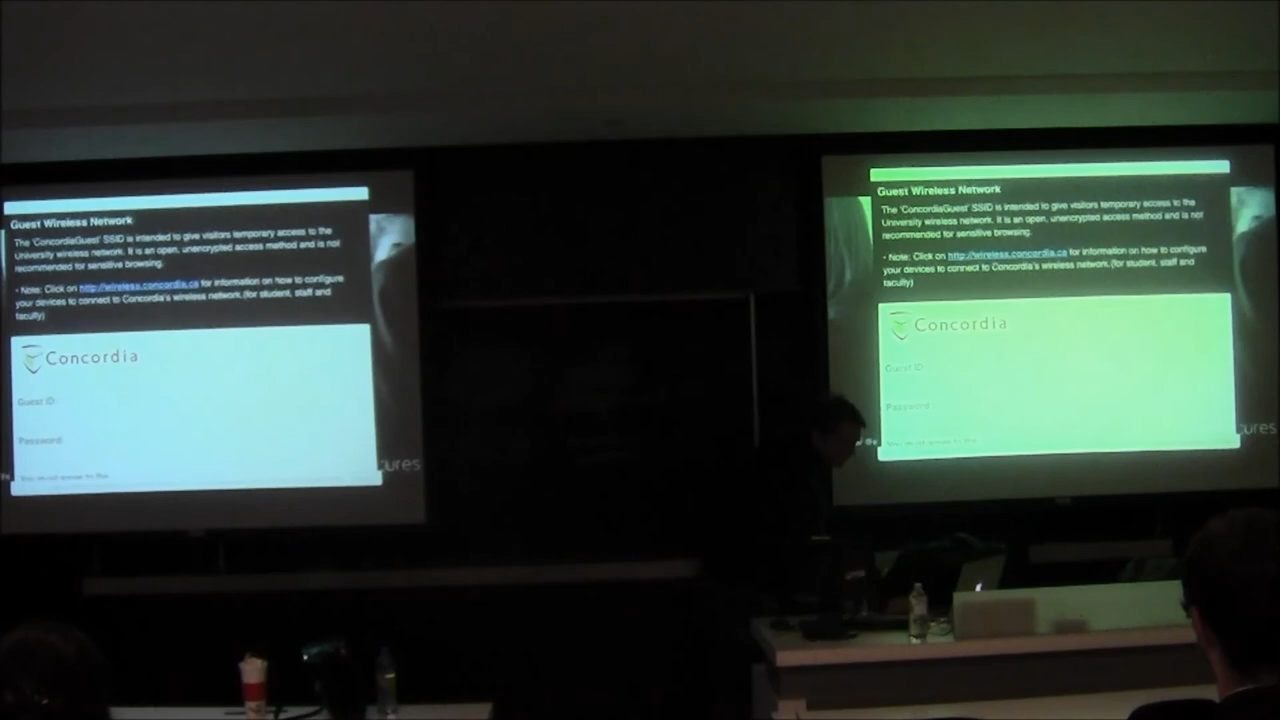 Guest Wireless Network
The 'ConcordiaGuest' SSID is intended to give visitors temporary access to the
University wireless network. It is an open, unencrypted access method and is not
recommended for sensitive browsing.
• Note: Click on http://wireless.concordia.ca for information on how to configure
your devices to connect to Concordia's wireless network.(for student, staff and
faculty)
Concordia
Guest ID:
Password:
ures
Guest Wireless Network
The 'ConcordiaGuest' SSID is intended to give visitors temporary access to the
University wireless network. It is an open, unencrypted access method and is not
recommended for sensitive browsing.
• Note: Click on http://wireless.concordia.ca for information on how to configure
your devices to connect to Concordia's wireless network.(for student, staff and
faculty)
Concordia
Guest ID:
Password:
ures